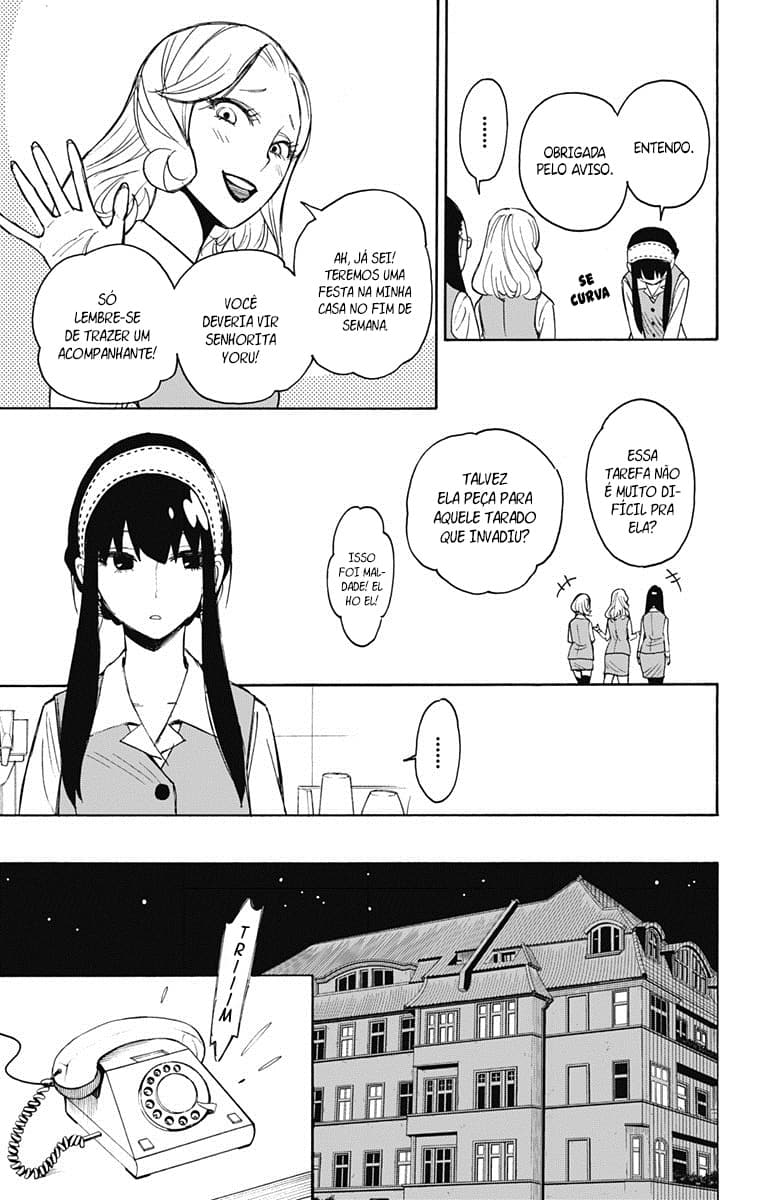 ENTENDO.
OBRIGADA
PELO AVISO.
........
SE
CURVA
AH, JÁ SEI!
TEREMOS UMA
FESTA NA MINHA
CASA NO FIM DE
SEMANA.
VOCÊ
DEVERIA VIR
SENHORITA
YORU!
SÓ
LEMBRE-SE
DE TRAZER UM
ACOMPANHANTE!
ESSA
TAREFA NÃO
É MUITO DI-
FÍCIL PRA
ELA?
TALVEZ
ELA PEÇA PARA
AQUELE TARADO
QUE INVADIU?
ISSO
FOI MAL-
DADE! EL
HO EL!
........
TRIIIM